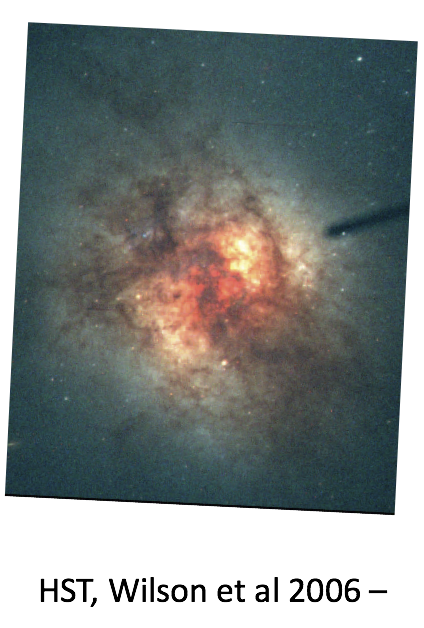 HST, Wilson et al 2006 –